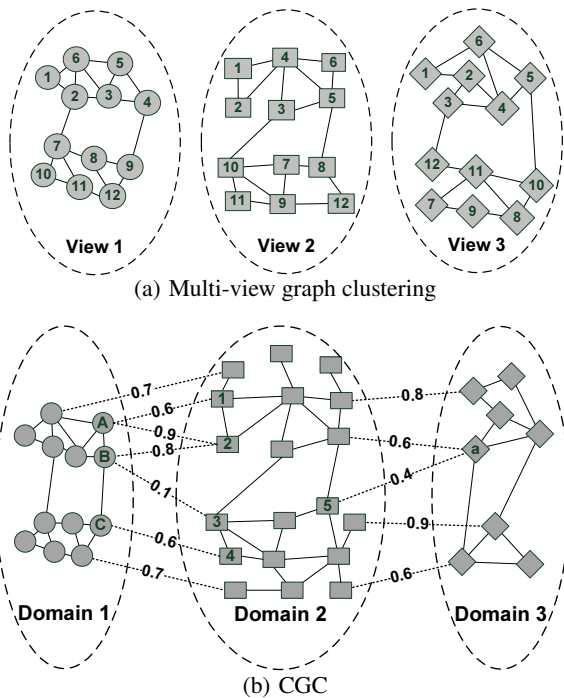 6 5
1
2 3 4
7
8 9
10
11 12
View 1
1 4 6
2 3 5
10 7 8
11 9 12
View 2
6
1 2 5
3 4
12 11
10
7 9 8
View 3
(a) Multi-view graph clustering
0.7
0.6
0.9
0.8
0.1
0.6
0.7
A
B
C
Domain 1
1
2
3
4
5
Domain 2
0.8
0.6
0.4
0.9
0.6
a
Domain 3
(b) CGC